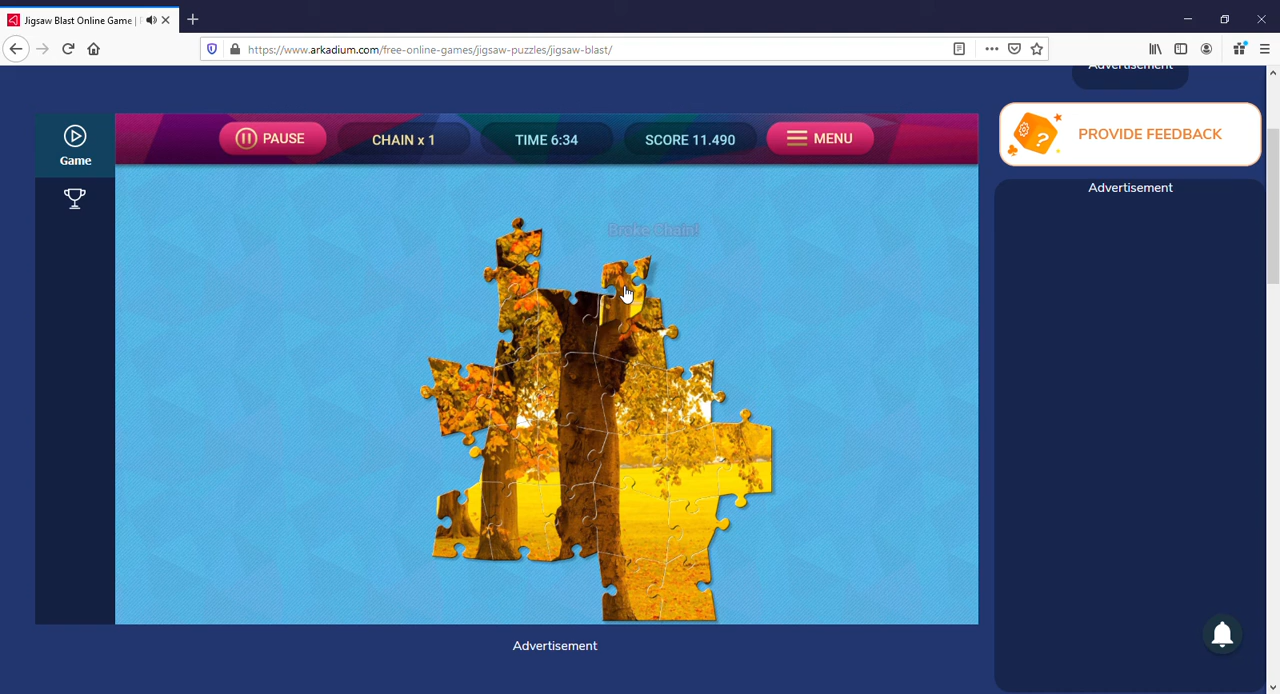 Jigsaw Blast Online Game |
https://www.arkadium.com/free-online-games/jigsaw-puzzles/jigsaw-blast/
Advertisement
Game
PAUSE
CHAIN x 1
TIME 6:34
SCORE 11.490
MENU
PROVIDE FEEDBACK
Advertisement
Broke Chain!
Advertisement